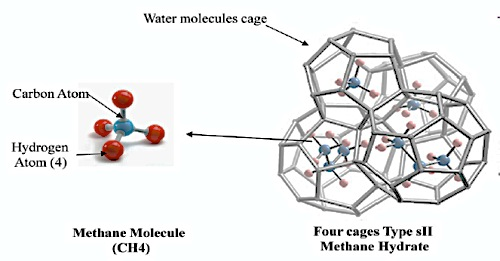 Water molecules cage
Carbon Atom
Hydrogen
Atom (4)
Methane Molecule
(CH4)
Four cages Type sII
Methane Hydrate